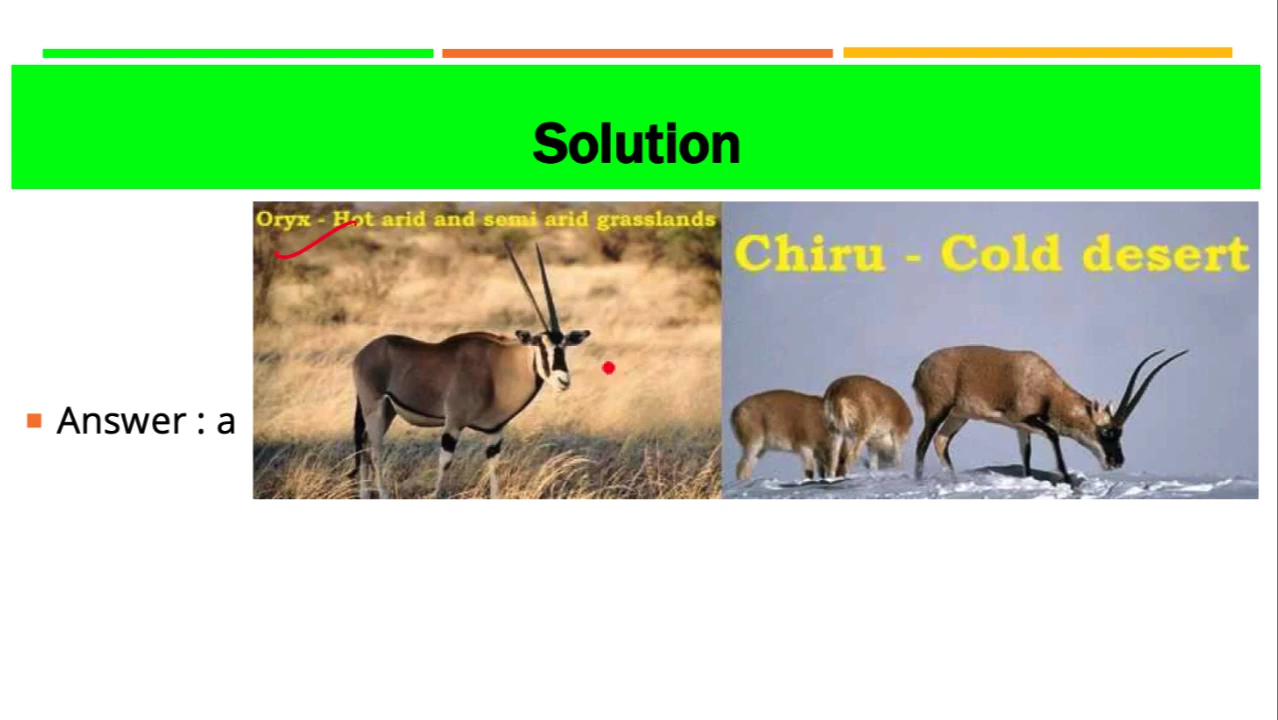 Solution
Oryx - Hot arid and semi arid grasslands
Chiru - Cold desert
Answer : a